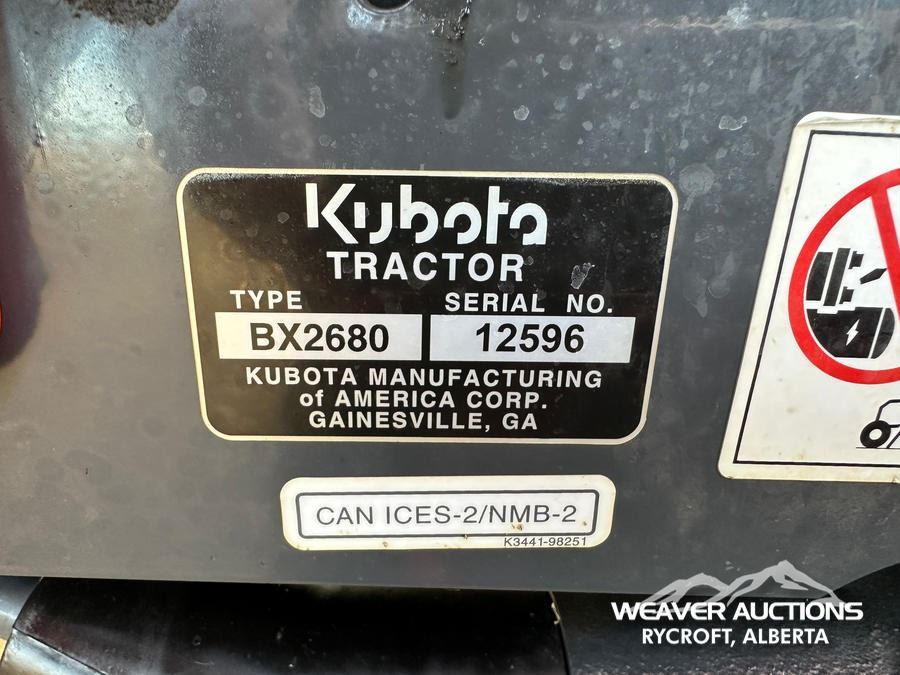 Kubota
TRACTOR
TYPE SERIAL NO.
BX2680 12596
KUBOTA MANUFACTURING
of AMERICA CORP.
GAINESVILLE, GA
CAN ICES-2/NMB-2
K3441-98251
WEAVER AUCTIONS
RYCROFT, ALBERTA